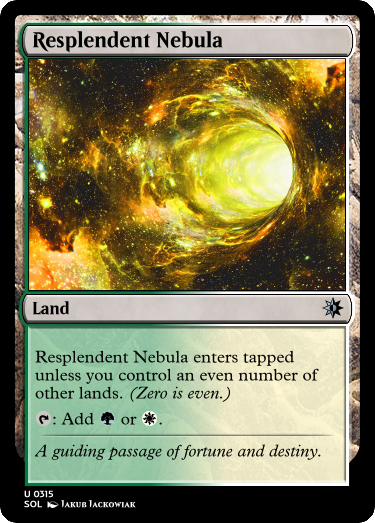 Resplendent Nebula
Land
Resplendent Nebula enters tapped
unless you control an even number of
other lands. (Zero is even.)
: Add or .
A guiding passage of fortune and destiny.
U 0315
SOL Jakub Jackowiak